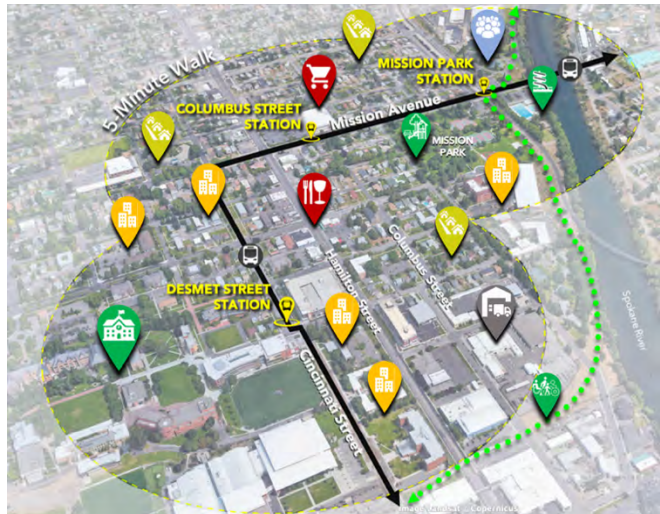 5-Minute Walk
MISSION PARK
STATION
COLUMBUS STREET
STATION
Mission Avenue
MISSION
PARK
Columbus Street
Hamilton Street
DESMET STREET
STATION
Cincinnati Street
Spokane River